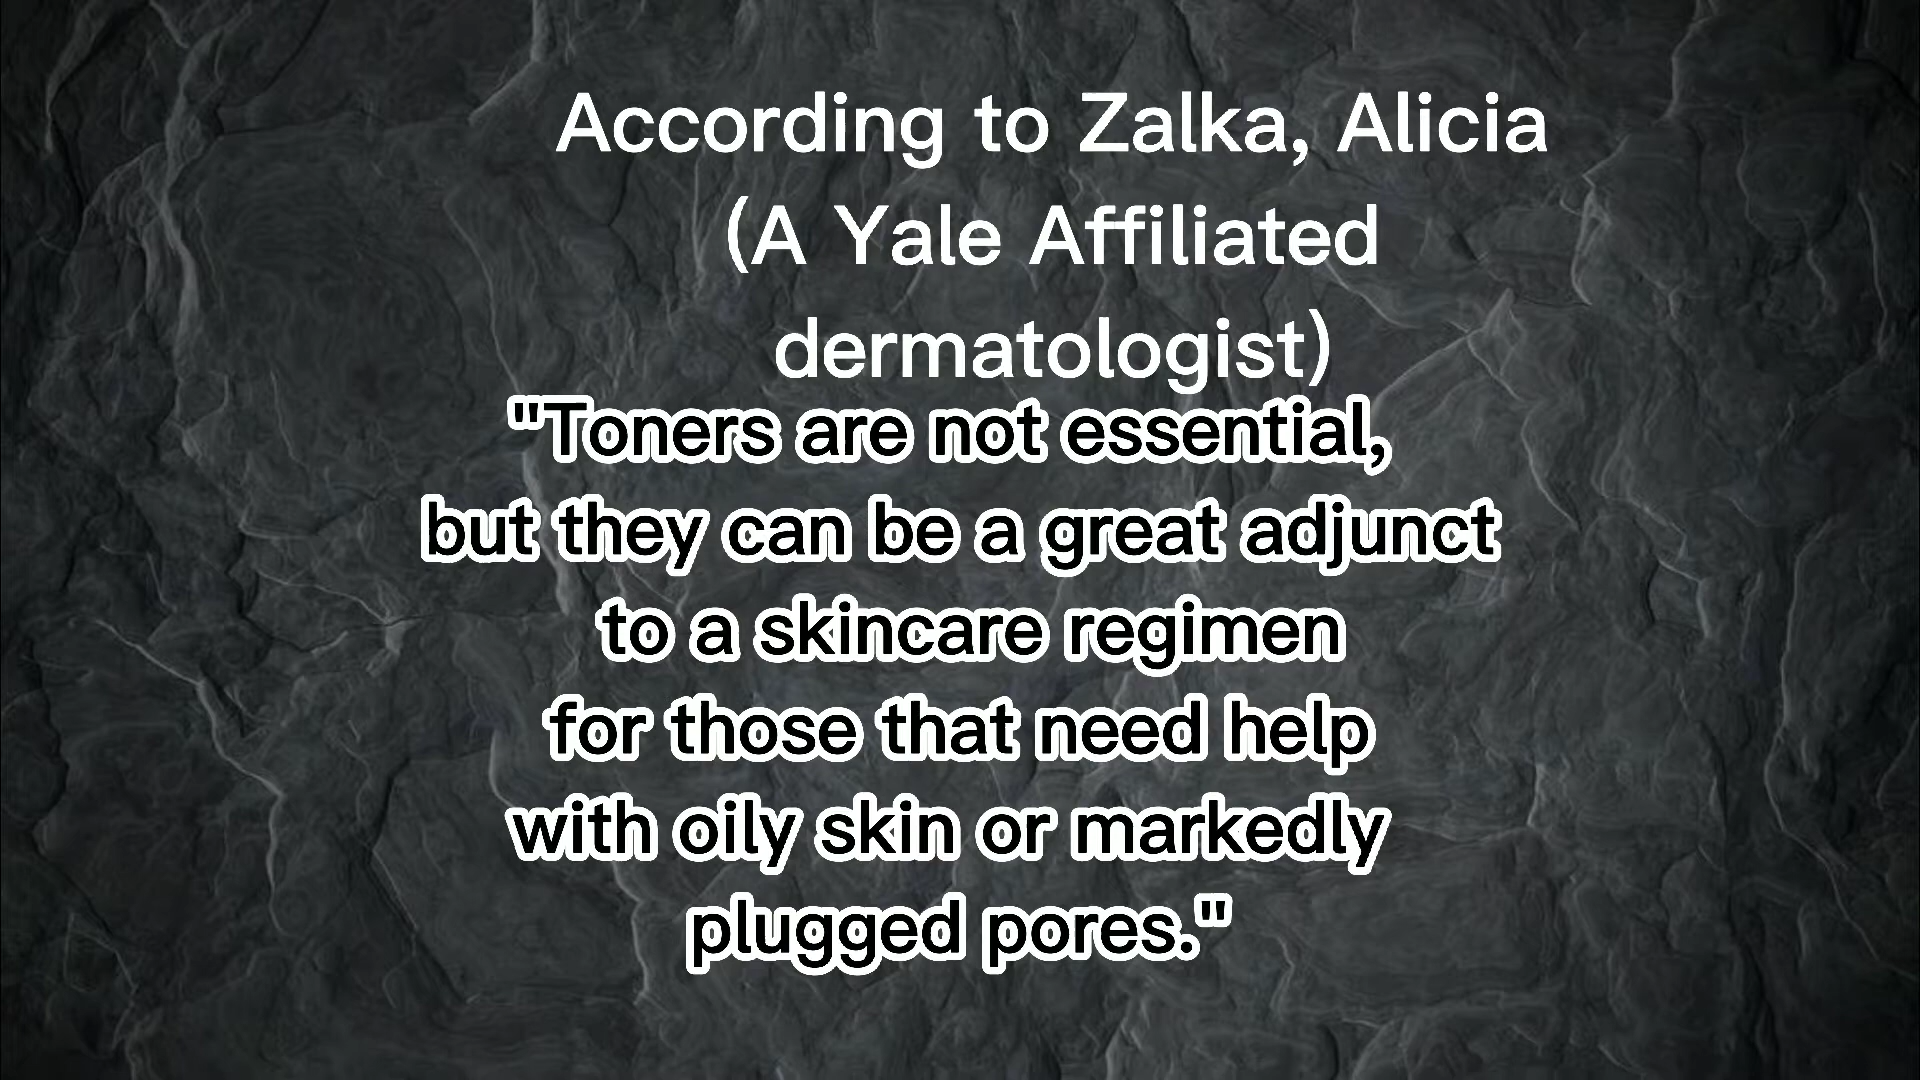 According to Zalka, Alicia
(A Yale Affiliated
dermatologist)
"Toners are not essential,
but they can be a great adjunct
to a skincare regimen
for those that need help
with oily skin or markedly
plugged pores."